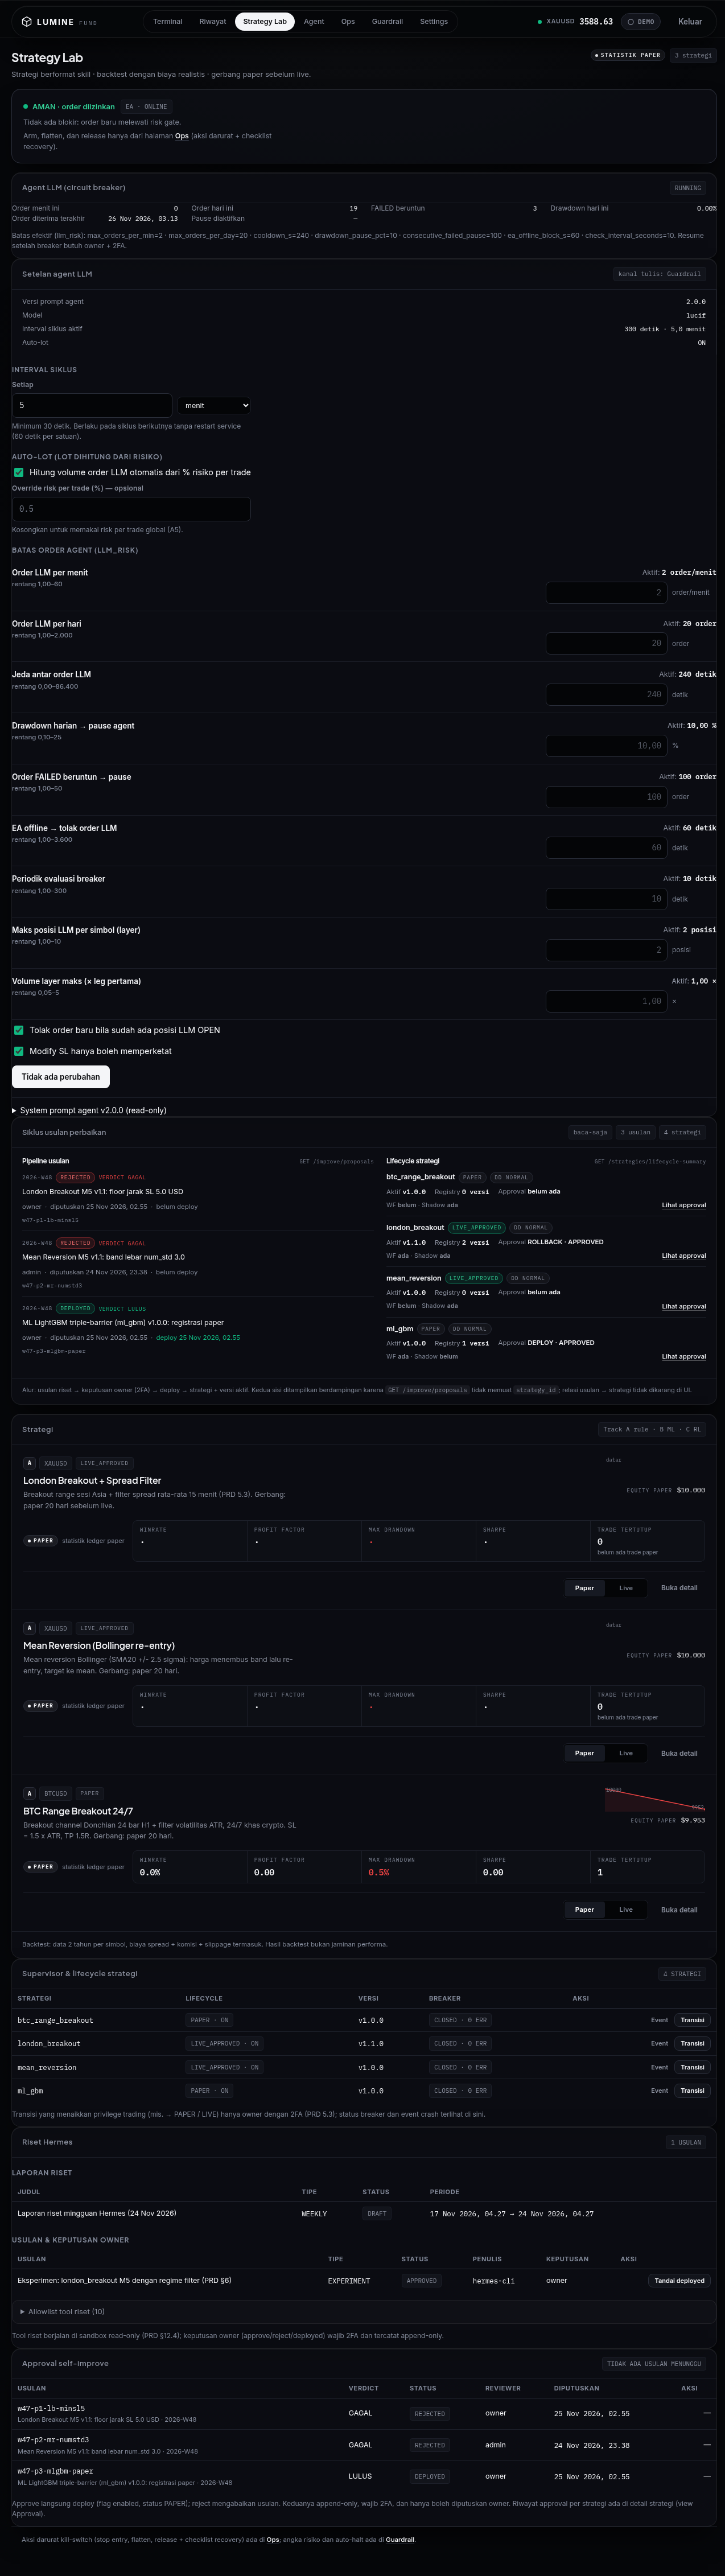 LUMINE FUND
Terminal Riwayat Strategy Lab Agent Ops Guardrail Settings
XAUUSD 3588.63 DEMO Keluar
Strategy Lab
STATISTIK PAPER 3 strategi
Strategi berformat skill · backtest dengan biaya realistis · gerbang paper sebelum live.
AMAN · order diizinkan EA · ONLINE
Tidak ada blokir: order baru melewati risk gate.
Arm, flatten, dan release hanya dari halaman Ops (aksi darurat + checklist
recovery).
Agent LLM (circuit breaker) RUNNING
Order menit ini 0 Order hari ini 19 FAILED beruntun 3 Drawdown hari ini 0.00%
Order diterima terakhir 26 Nov 2026, 03.13 Pause diaktifkan —
Batas efektif (llm_risk): max_orders_per_min=2 · max_orders_per_day=20 · cooldown_s=240 · drawdown_pause_pct=10 · consecutive_failed_pause=100 · ea_offline_block_s=60 · check_interval_seconds=10. Resume
setelah breaker butuh owner + 2FA.
Setelan agent LLM kanal tulis: Guardrail
Versi prompt agent 2.0.0
Model lucif
Interval siklus aktif 300 detik · 5,0 menit
Auto-lot ON
INTERVAL SIKLUS
Setiap
5 menit
Minimum 30 detik. Berlaku pada siklus berikutnya tanpa restart service
(60 detik per satuan).
AUTO-LOT (LOT DIHITUNG DARI RISIKO)
Hitung volume order LLM otomatis dari % risiko per trade
Override risk per trade (%) — opsional
0.5
Kosongkan untuk memakai risk per trade global (A5).
BATAS ORDER AGENT (LLM_RISK)
Order LLM per menit Aktif: 2 order/menit
rentang 1,00–60 2 order/menit
Order LLM per hari Aktif: 20 order
rentang 1,00–2.000 20 order
Jeda antar order LLM Aktif: 240 detik
rentang 0,00–86.400 240 detik
Drawdown harian → pause agent Aktif: 10,00 %
rentang 0,10–25 10,00 %
Order FAILED beruntun → pause Aktif: 100 order
rentang 1,00–50 100 order
EA offline → tolak order LLM Aktif: 60 detik
rentang 1,00–3.600 60 detik
Periodik evaluasi breaker Aktif: 10 detik
rentang 1,00–300 10 detik
Maks posisi LLM per simbol (layer) Aktif: 2 posisi
rentang 1,00–10 2 posisi
Volume layer maks (× leg pertama) Aktif: 1,00 ×
rentang 0,05–5 1,00 ×
Tolak order baru bila sudah ada posisi LLM OPEN
Modify SL hanya boleh memperketat
Tidak ada perubahan
System prompt agent v2.0.0 (read-only)
Siklus usulan perbaikan baca-saja 3 usulan 4 strategi
Pipeline usulan GET /improve/proposals
2026-W48 REJECTED VERDICT GAGAL
London Breakout M5 v1.1: floor jarak SL 5.0 USD
owner · diputuskan 25 Nov 2026, 02.55 · belum deploy
w47-p1-lb-minsl5
2026-W48 REJECTED VERDICT GAGAL
Mean Reversion M5 v1.1: band lebar num_std 3.0
admin · diputuskan 24 Nov 2026, 23.38 · belum deploy
w47-p2-mr-numstd3
2026-W48 DEPLOYED VERDICT LULUS
ML LightGBM triple-barrier (ml_gbm) v1.0.0: registrasi paper
owner · diputuskan 25 Nov 2026, 02.55 · deploy 25 Nov 2026, 02.55
w47-p3-mlgbm-paper
Lifecycle strategi GET /strategies/lifecycle-summary
btc_range_breakout PAPER DD NORMAL
Aktif v1.0.0 Registry 0 versi Approval belum ada
WF belum · Shadow ada Lihat approval
london_breakout LIVE_APPROVED DD NORMAL
Aktif v1.1.0 Registry 2 versi Approval ROLLBACK · APPROVED
WF ada · Shadow ada Lihat approval
mean_reversion LIVE_APPROVED DD NORMAL
Aktif v1.0.0 Registry 0 versi Approval belum ada
WF belum · Shadow ada Lihat approval
ml_gbm PAPER DD NORMAL
Aktif v1.0.0 Registry 1 versi Approval DEPLOY · APPROVED
WF ada · Shadow belum Lihat approval
Alur: usulan riset → keputusan owner (2FA) → deploy → strategi + versi aktif. Kedua sisi ditampilkan berdampingan karena GET /improve/proposals tidak memuat strategy_id; relasi usulan → strategi tidak dikarang di UI.
Strategi Track A rule · B ML · C RL
A XAUUSD LIVE_APPROVED datar
London Breakout + Spread Filter EQUITY PAPER $10.000
Breakout range sesi Asia + filter spread rata-rata 15 menit (PRD 5.3). Gerbang:
paper 20 hari sebelum live.
PAPER statistik ledger paper
WINRATE PROFIT FACTOR MAX DRAWDOWN SHARPE TRADE TERTUTUP
· · · · 0
belum ada trade paper
Paper Live Buka detail
A XAUUSD LIVE_APPROVED datar
Mean Reversion (Bollinger re-entry) EQUITY PAPER $10.000
Mean reversion Bollinger (SMA20 +/- 2.5 sigma): harga menembus band lalu re-
entry, target ke mean. Gerbang: paper 20 hari.
PAPER statistik ledger paper
WINRATE PROFIT FACTOR MAX DRAWDOWN SHARPE TRADE TERTUTUP
· · · · 0
belum ada trade paper
Paper Live Buka detail
A BTCUSD PAPER
BTC Range Breakout 24/7 EQUITY PAPER $9.953
Breakout channel Donchian 24 bar H1 + filter volatilitas ATR, 24/7 khas crypto. SL
= 1.5 x ATR, TP 1.5R. Gerbang: paper 20 hari.
PAPER statistik ledger paper
WINRATE PROFIT FACTOR MAX DRAWDOWN SHARPE TRADE TERTUTUP
0.0% 0.00 0.5% 0.00 1
Paper Live Buka detail
Backtest: data 2 tahun per simbol, biaya spread + komisi + slippage termasuk. Hasil backtest bukan jaminan performa.
Supervisor & lifecycle strategi 4 STRATEGI
STRATEGI LIFECYCLE VERSI BREAKER AKSI
btc_range_breakout PAPER · ON v1.0.0 CLOSED · 0 ERR Event Transisi
london_breakout LIVE_APPROVED · ON v1.1.0 CLOSED · 0 ERR Event Transisi
mean_reversion LIVE_APPROVED · ON v1.0.0 CLOSED · 0 ERR Event Transisi
ml_gbm PAPER · ON v1.0.0 CLOSED · 0 ERR Event Transisi
Transisi yang menaikkan privilege trading (mis. → PAPER / LIVE) hanya owner dengan 2FA (PRD 5.3); status breaker dan event crash terlihat di sini.
Riset Hermes 1 USULAN
LAPORAN RISET
JUDUL TIPE STATUS PERIODE
Laporan riset mingguan Hermes (24 Nov 2026) WEEKLY DRAFT 17 Nov 2026, 04.27 → 24 Nov 2026, 04.27
USULAN & KEPUTUSAN OWNER
USULAN TIPE STATUS PENULIS KEPUTUSAN AKSI
Eksperimen: london_breakout M5 dengan regime filter (PRD §6) EXPERIMENT APPROVED hermes-cli owner Tandai deployed
Allowlist tool riset (10)
Tool riset berjalan di sandbox read-only (PRD §12.4); keputusan owner (approve/reject/deployed) wajib 2FA dan tercatat append-only.
Approval self-improve TIDAK ADA USULAN MENUNGGU
USULAN VERDICT STATUS REVIEWER DIPUTUSKAN AKSI
w47-p1-lb-minsl5 GAGAL REJECTED owner 25 Nov 2026, 02.55 —
London Breakout M5 v1.1: floor jarak SL 5.0 USD · 2026-W48
w47-p2-mr-numstd3 GAGAL REJECTED admin 24 Nov 2026, 23.38 —
Mean Reversion M5 v1.1: band lebar num_std 3.0 · 2026-W48
w47-p3-mlgbm-paper LULUS DEPLOYED owner 25 Nov 2026, 02.55 —
ML LightGBM triple-barrier (ml_gbm) v1.0.0: registrasi paper · 2026-W48
Approve langsung deploy (flag enabled, status PAPER); reject mengabaikan usulan. Keduanya append-only, wajib 2FA, dan hanya boleh diputuskan owner. Riwayat approval per strategi ada di detail strategi (view
Approval).
Aksi darurat kill-switch (stop entry, flatten, release + checklist recovery) ada di Ops; angka risiko dan auto-halt ada di Guardrail.